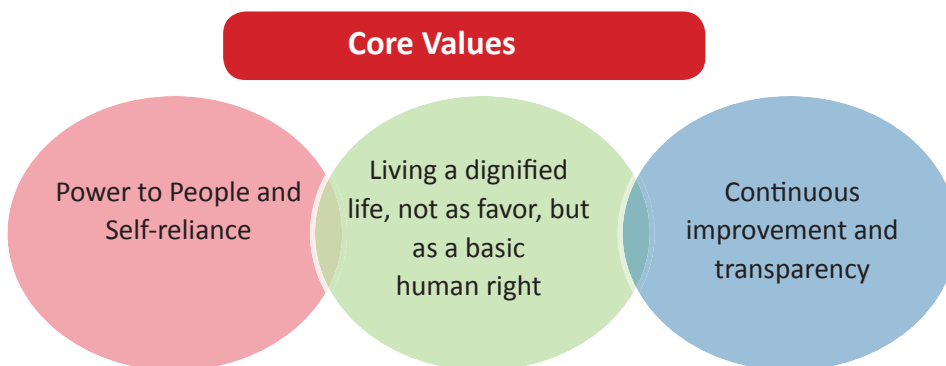 Core Values
Power to People and
Self-reliance
Living a dignified
life, not as favor, but
as a basic
human right
Continuous
improvement and
transparency